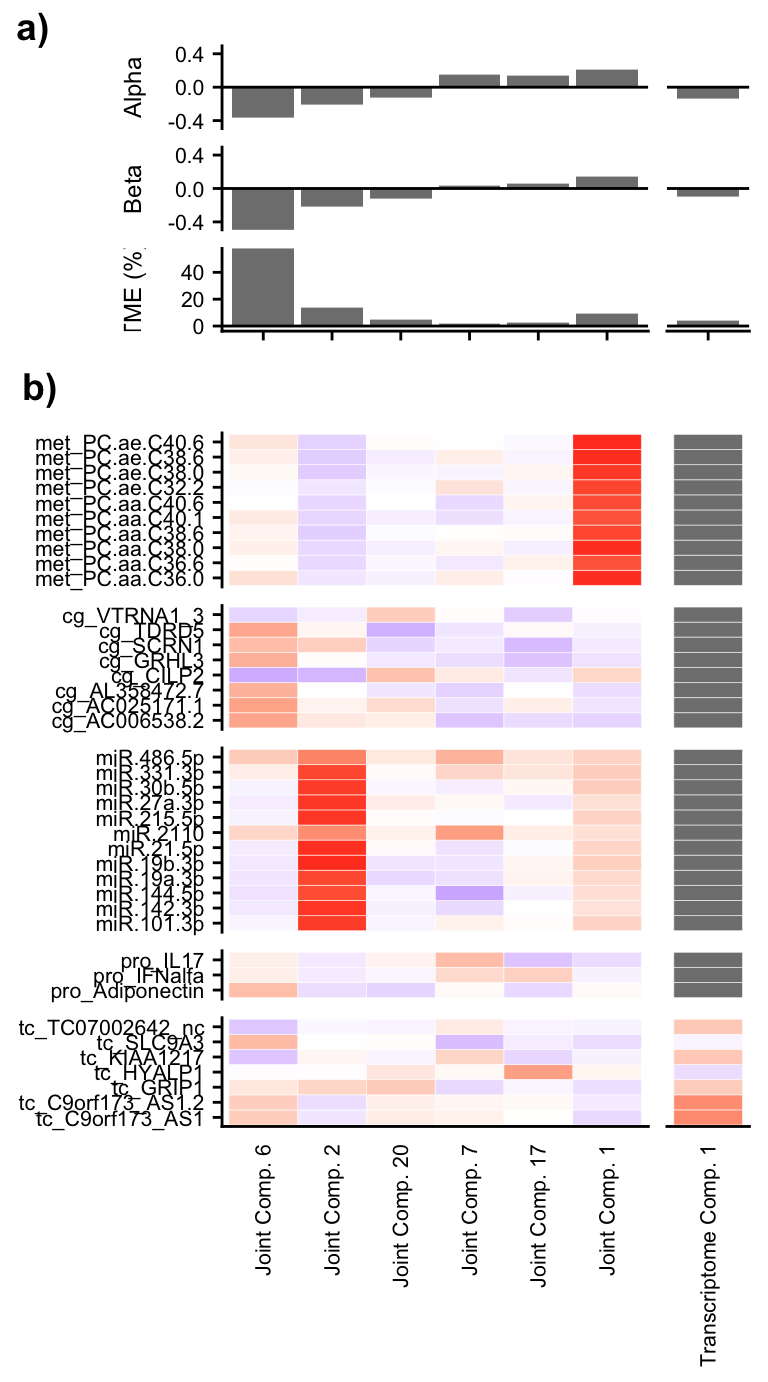 a)
Alpha
0.4
0.0
-0.4
Beta
0.4
0.0
-0.4
TME (%)
40
20
0
b)
met_PC.ae.C40.6
met_PC.ae.C38.6
met_PC.ae.C38.0
met_PC.ae.C32.2
met_PC.aa.C40.6
met_PC.aa.C40.1
met_PC.aa.C38.6
met_PC.aa.C38.0
met_PC.aa.C36.6
met_PC.aa.C36.0
cg_VTRNA1_3
cg_TDRD5
cg_SCRN1
cg_GRHL3
cg_CILP2
cg_AL358472.7
cg_AC025171.1
cg_AC006538.2
miR.486.5p
miR.331.3p
miR.30b.5p
miR.27a.3p
miR.215.5p
miR.2110
miR.21.5p
miR.19b.3p
miR.19a.3p
miR.144.5p
miR.142.3p
miR.101.3p
pro_IL17
pro_IFNalfa
pro_Adiponectin
tc_TC07002642_nc
tc_SLC9A3
tc_KIAA1217
tc_HYALP1
tc_GRIP1
tc_C9orf173_AS1.2
tc_C9orf173_AS1
Joint Comp. 6
Joint Comp. 2
Joint Comp. 20
Joint Comp. 7
Joint Comp. 17
Joint Comp. 1
Transcriptome Comp. 1